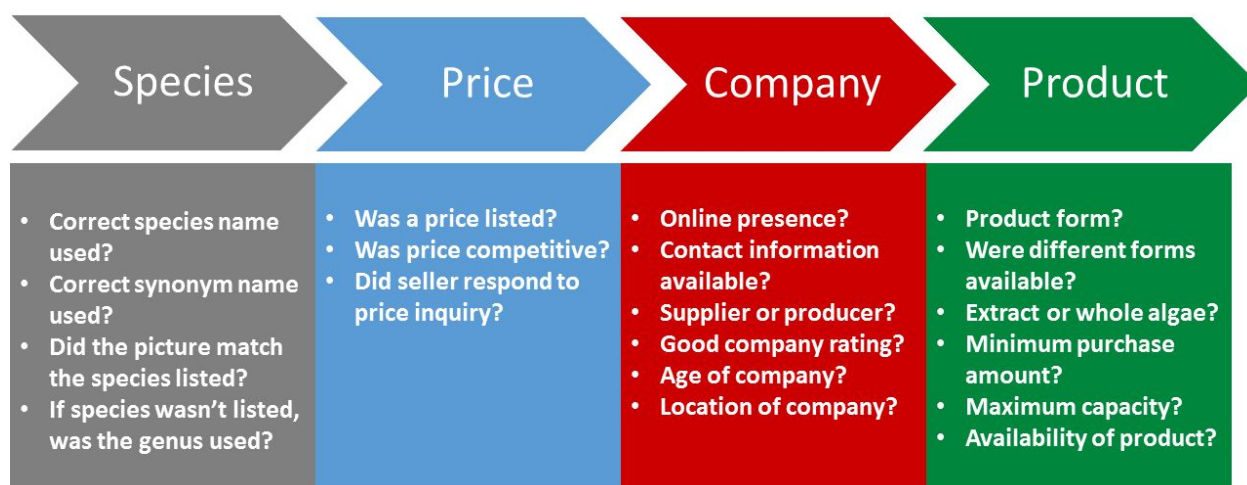 Species
Price
Company
Product
• Correct species name
used?
• Correct synonym name
used?
• Did the picture match
the species listed?
• If species wasn't listed,
was the genus used?
• Was a price listed?
• Was price competitive?
• Did seller respond to
price inquiry?
• Online presence?
• Contact information
available?
• Supplier or producer?
• Good company rating?
• Age of company?
• Location of company?
• Product form?
• Were different forms
available?
• Extract or whole algae?
• Minimum purchase
amount?
• Maximum capacity?
• Availability of product?